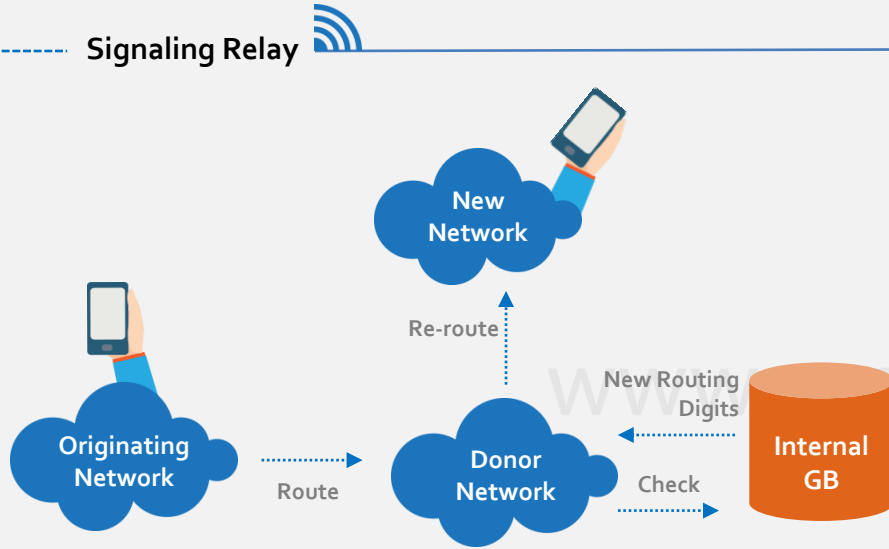 Signaling Relay
New
Network
Re-route
New Routing
Digits
Originating
Network
Route
Donor
Network
Check
Internal
GB